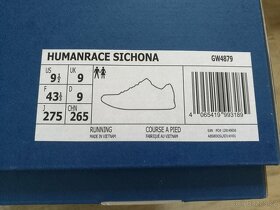 HUMANRACE SICHONA
GW4879
US 9½ UK 9
F 43⅓ D 9
J 275 CHN 265
RUNNING
MADE IN VIETNAM
COURSE A PIED
FABRIQUÉ AU VIETNAM
4 065419 993189